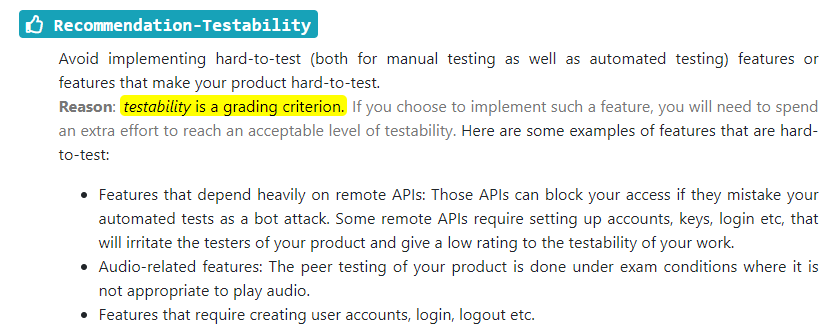 Recommendation-Testability
Avoid implementing hard-to-test (both for manual testing as well as automated testing) features or
features that make your product hard-to-test.
Reason: testability is a grading criterion. If you choose to implement such a feature, you will need to spend
an extra effort to reach an acceptable level of testability. Here are some examples of features that are hard-
to-test:
• Features that depend heavily on remote APIs: Those APIs can block your access if they mistake your
automated tests as a bot attack. Some remote APIs require setting up accounts, keys, login etc, that
will irritate the testers of your product and give a low rating to the testability of your work.
• Audio-related features: The peer testing of your product is done under exam conditions where it is
not appropriate to play audio.
• Features that require creating user accounts, login, logout etc.